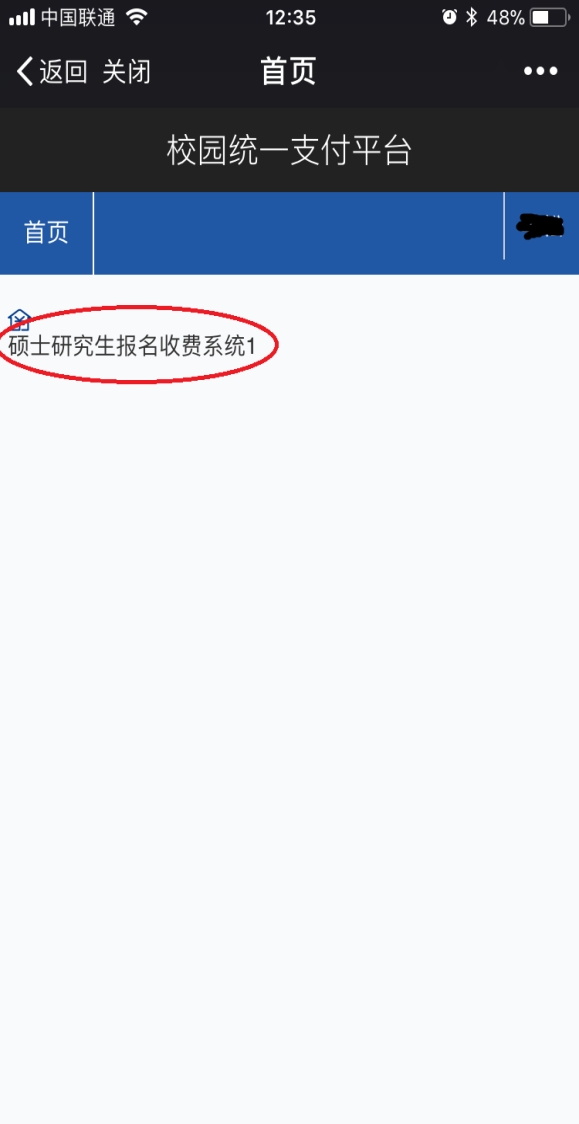 中国联通 12:35 48%
返回 关闭 首页
校园统一支付平台
首页
硕士研究生报名收费系统1